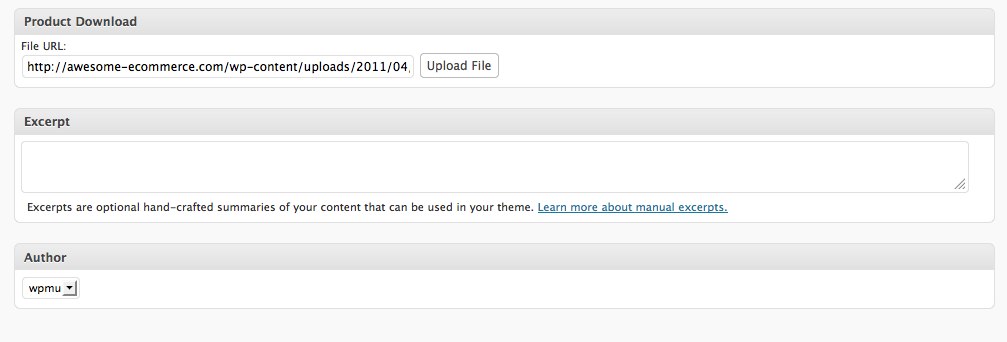 Product Download
File URL:
http://awesome-ecommerce.com/wp-content/uploads/2011/04, Upload File
Excerpt
Excerpts are optional hand-crafted summaries of your content that can be used in your theme. Learn more about manual excerpts.
Author
wpmu